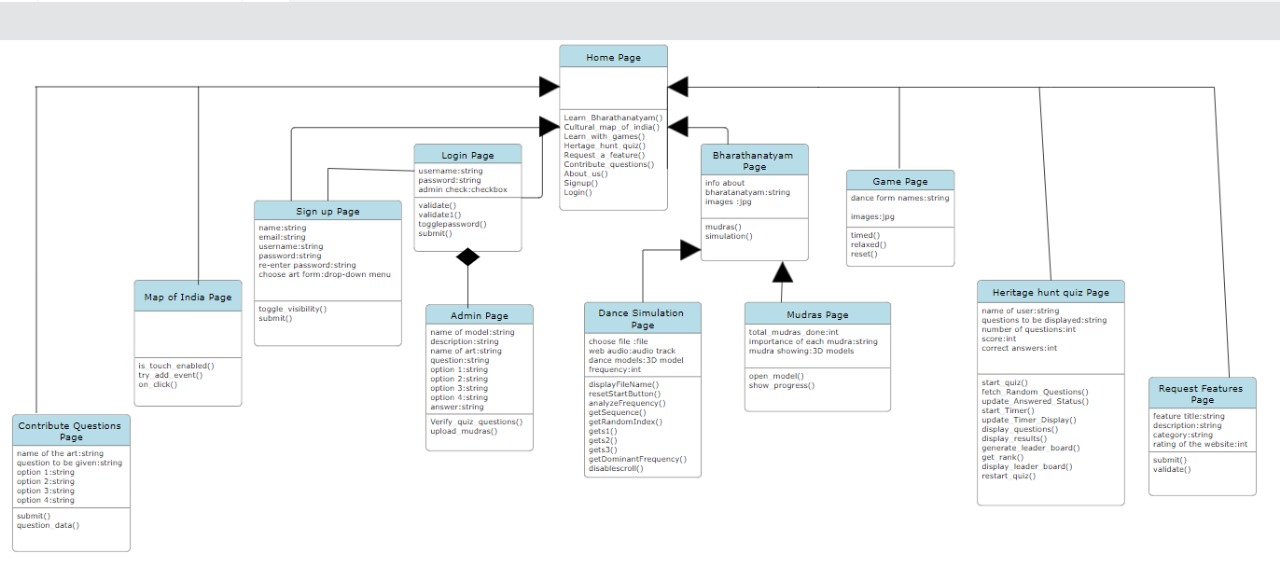 Home Page
Learn_Bharathanatyam()
Cultural_map_of_india()
Learn_with_games()
Hertage_hunt_quiz()
Request_a_feature()
Contribute_questions()
About_us()
Signup()
Login()
Login Page
username:string
password:string
admin check:checkbox
validate()
validate1()
togglepassword()
submit()
Bharathanatyam
Page
info about
bharatanatyam:string
images :jpg
mudras()
simulation()
Game Page
dance form names:string
images:jpg
timed()
relaxed()
reset()
Sign up Page
name:string
email:string
username:string
password:string
re-enter password:string
choose art form:drop-down menu
toggle_visibility()
submit()
Map of India Page
is_touch_enabled()
try_add_event()
on_click()
Admin Page
name of model:string
description:string
name of art:string
question:string
option 1:string
option 2:string
option 3:string
option 4:string
answer:string
Verify_quiz_questions()
upload_mudras()
Dance Simulation
Page
choose file :file
web audio:audio track
dance models:3D model
frequency:int
displayFileName()
resetStartButton()
analyzeFrequency()
getSequence()
getRandomIndex()
gets1()
gets2()
gets3()
getDominantFrequency()
disablescroll()
Mudras Page
total_mudras_done:int
importance of each mudra:string
mudra showing:3D models
open_model()
show_progress()
Heritage hunt quiz Page
name of user:string
questions to be displayed:string
number of questions:int
score:int
correct answers:int
start_quiz()
fetch_Random_Questions()
update_Answered_Status()
start_Timer()
update_Timer_Display()
display_questions()
display_results()
generate_leader_board()
get_rank()
display_leader_board()
restart_quiz()
Request Features
Page
feature title:string
description:string
category:string
rating of the website:int
submit()
validate()
Contribute Questions
Page
name of the art:string
question to be given:string
option 1:string
option 2:string
option 3:string
option 4:string
submit()
question_data()